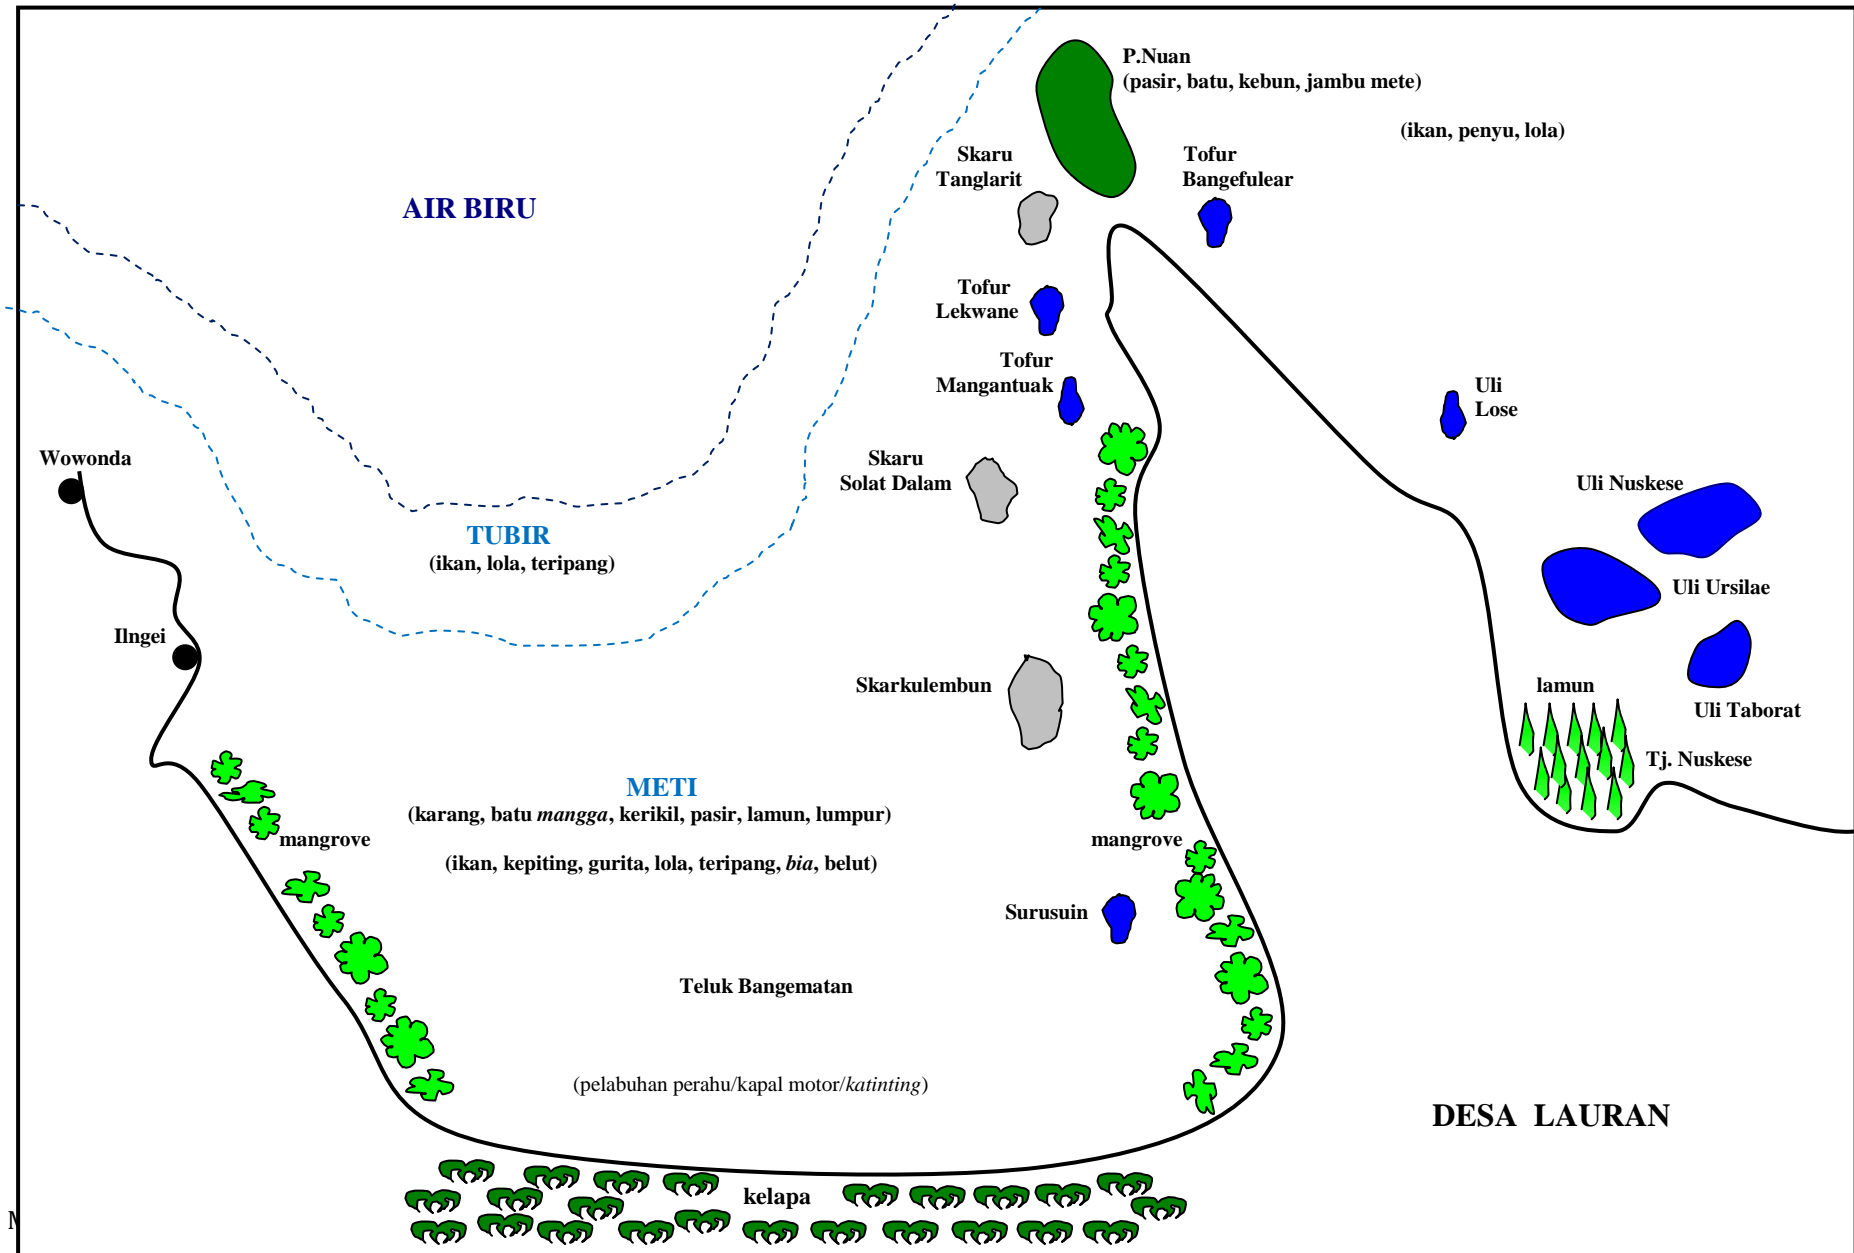 P.Nuan
(pasir, batu, kebun, jambu mete)
(ikan, penyu, lola)
Skaru
Tanglarit
Tofur
Bangefulear
AIR BIRU
Tofur
Lekwane
Tofur
Mangantuak
Uli
Lose
Wowonda
Skaru
Solat Dalam
Uli Nuskese
TUBIR
(ikan, lola, teripang)
Uli Ursilae
Ilngei
Skarkulembun
lamun
Uli Taborat
Tj. Nuskese
METI
(karang, batu mangga, kerikil, pasir, lamun, lumpur)
mangrove
mangrove
(ikan, kepiting, gurita, lola, teripang, bia, belut)
Surusuin
Teluk Bangematan
(pelabuhan perahu/kapal motor/katinting)
DESA LAURAN
kelapa